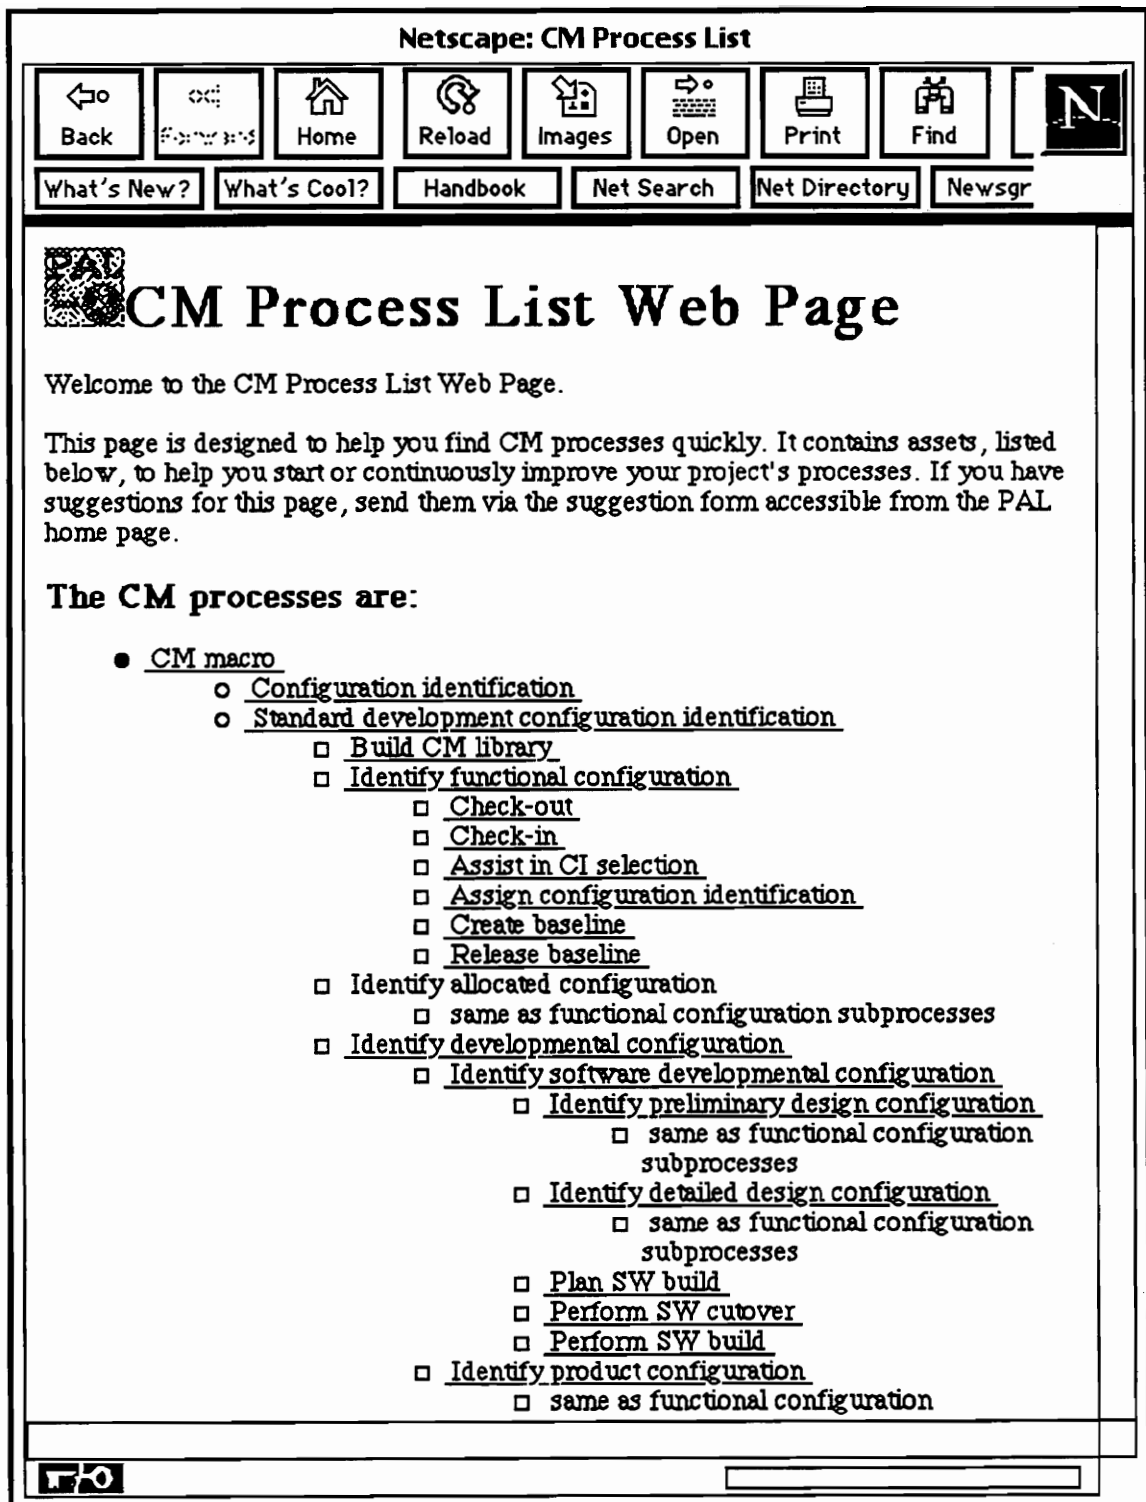 Netscape: CM Process List
Back
Home
Reload
Images
Open
Print
Find
N
What's New?
What's Cool?
Handbook
Net Search
Net Directory
Newsgr
PAL
CM Process List Web Page
Welcome to the CM Process List Web Page.
This page is designed to help you find CM processes quickly. It contains assets, listed
below, to help you start or continuously improve your project's processes. If you have
suggestions for this page, send them via the suggestion form accessible from the PAL
home page.
The CM processes are:
CM macro
Configuration identification
Standard development configuration identification
Build CM library
Identify functional configuration
Check-out
Check-in
Assist in CI selection
Assign configuration identification
Create baseline
Release baseline
Identify allocated configuration
same as functional configuration subprocesses
Identify developmental configuration
Identify software developmental configuration
Identify preliminary design configuration
same as functional configuration
subprocesses
Identify detailed design configuration
same as functional configuration
subprocesses
Plan SW build
Perform SW cutover
Perform SW build
Identify product configuration
same as functional configuration